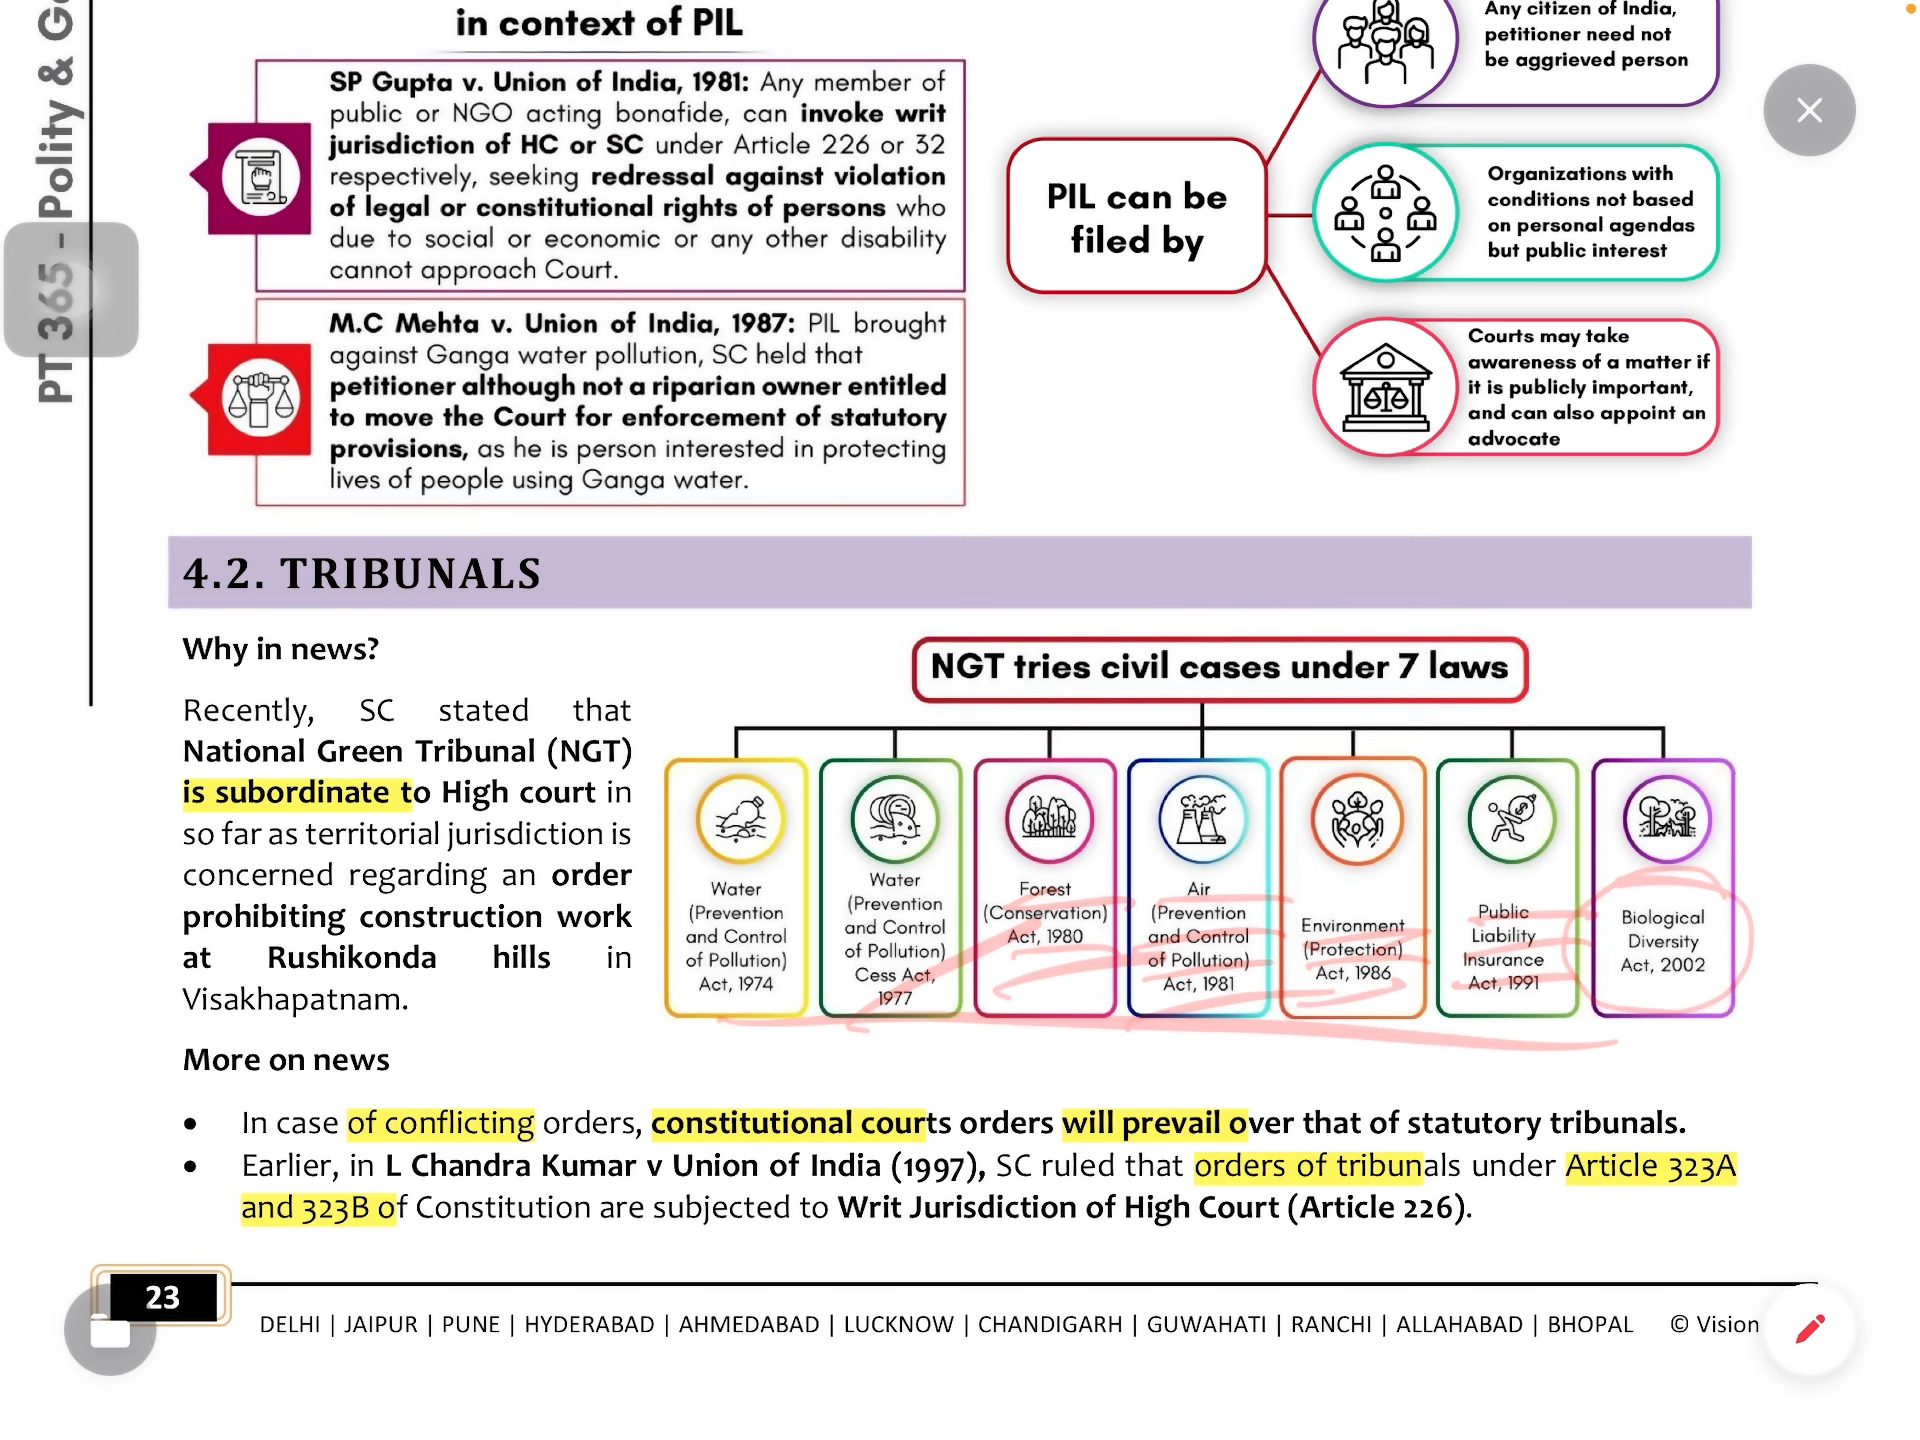 PT 365 - Polity & Go
in context of PIL
SP Gupta v. Union of India, 1981: Any member of
public or NGO acting bonafide, can invoke writ
jurisdiction of HC or SC under Article 226 or 32
respectively, seeking redressal against violation
of legal or constitutional rights of persons who
due to social or economic or any other disability
cannot approach Court.
M.C Mehta v. Union of India, 1987: PIL brought
against Ganga water pollution, SC held that
petitioner although not a riparian owner entitled
to move the Court for enforcement of statutory
provisions, as he is person interested in protecting
lives of people using Ganga water.
PIL can be
filed by
Any citizen of India,
petitioner need not
be aggrieved person
Organizations with
conditions not based
on personal agendas
but public interest
Courts may take
awareness of a matter if
it is publicly important,
and can also appoint an
advocate
4.2. TRIBUNALS
Why in news?
Recently, SC stated that
National Green Tribunal (NGT)
is subordinate to High court in
so far as territorial jurisdiction is
concerned regarding an order
prohibiting construction work
at Rushikonda hills in
Visakhapatnam.
NGT tries civil cases under 7 laws
Water
(Prevention
and Control
of Pollution)
Act, 1974
Water
(Prevention
and Control
of Pollution)
Cess Act,
1977
Forest
(Conservation)
Act, 1980
Air
(Prevention
and Control
of Pollution)
Act, 1981
Environment
(Protection)
Act, 1986
Public
Liability
Insurance
Act, 1991
Biological
Diversity
Act, 2002
More on news
• In case of conflicting orders, constitutional courts orders will prevail over that of statutory tribunals.
• Earlier, in L Chandra Kumar v Union of India (1997), SC ruled that orders of tribunals under Article 323A
and 323B of Constitution are subjected to Writ Jurisdiction of High Court (Article 226).
23
DELHI | JAIPUR | PUNE | HYDERABAD | AHMEDABAD | LUCKNOW | CHANDIGARH | GUWAHATI | RANCHI | ALLAHABAD | BHOPAL © Vision